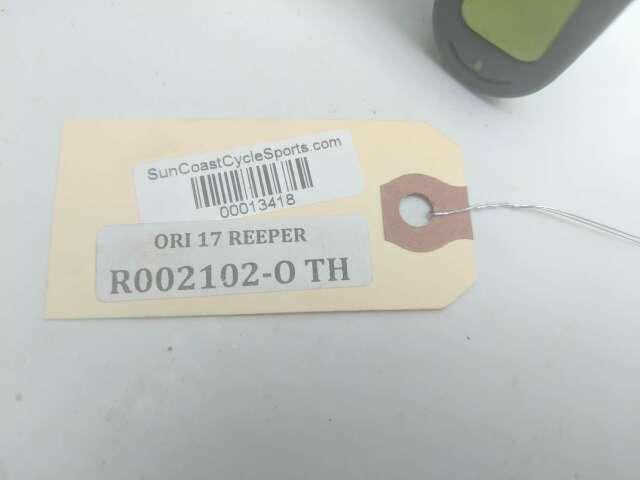 SunCoastCycleSports.com
00013418
ORI 17 REEPER
R002102-O TH